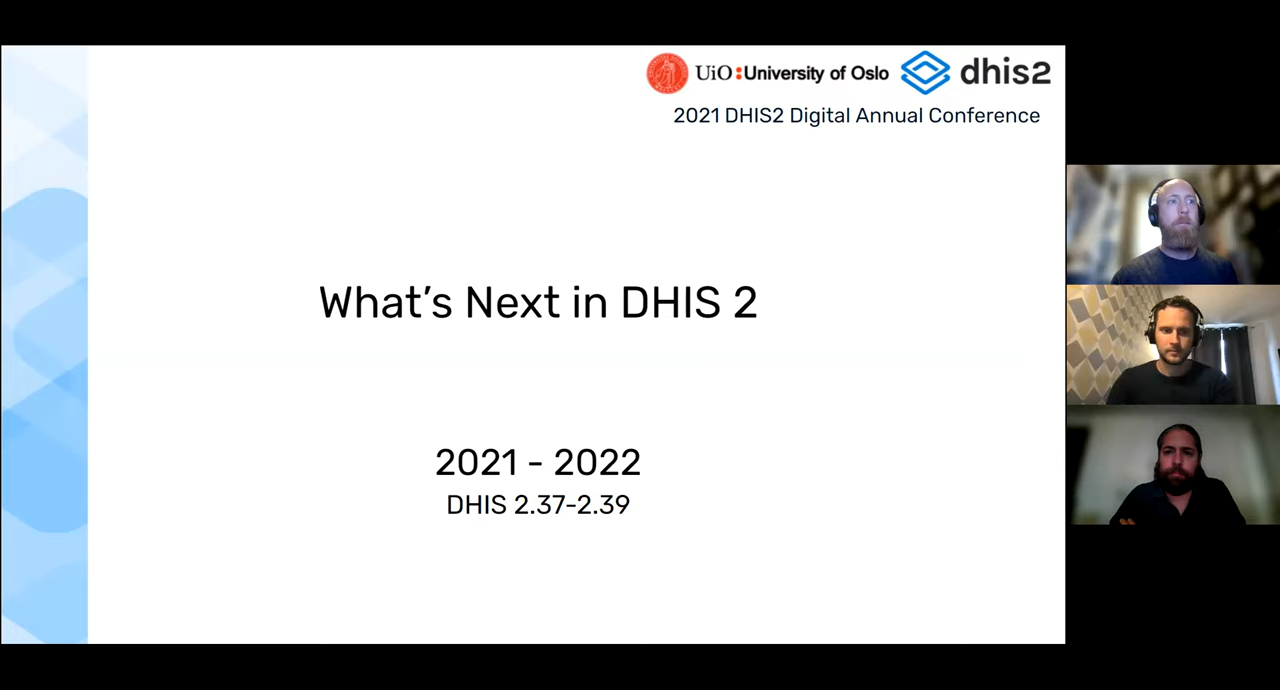 UiO:University of Oslo dhis2
2021 DHIS2 Digital Annual Conference
What's Next in DHIS 2
2021 - 2022
DHIS 2.37-2.39